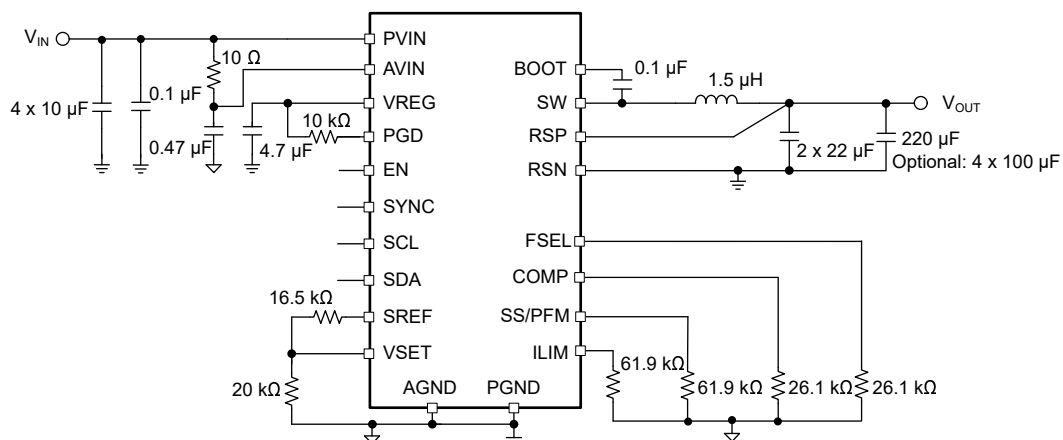 V_IN
4 x 10 µF
0.1 µF
10 Ω
0.47 µF
4.7 µF
10 kΩ
PVIN
AVIN
VREG
PGD
EN
SYNC
SCL
SDA
16.5 kΩ
SREF
VSET
20 kΩ
AGND
PGND
BOOT
SW
RSP
RSN
FSEL
COMP
SS/PFM
ILIM
0.1 µF
1.5 µH
V_OUT
2 x 22 µF
220 µF
Optional: 4 x 100 µF
61.9 kΩ
61.9 kΩ
26.1 kΩ
26.1 kΩ